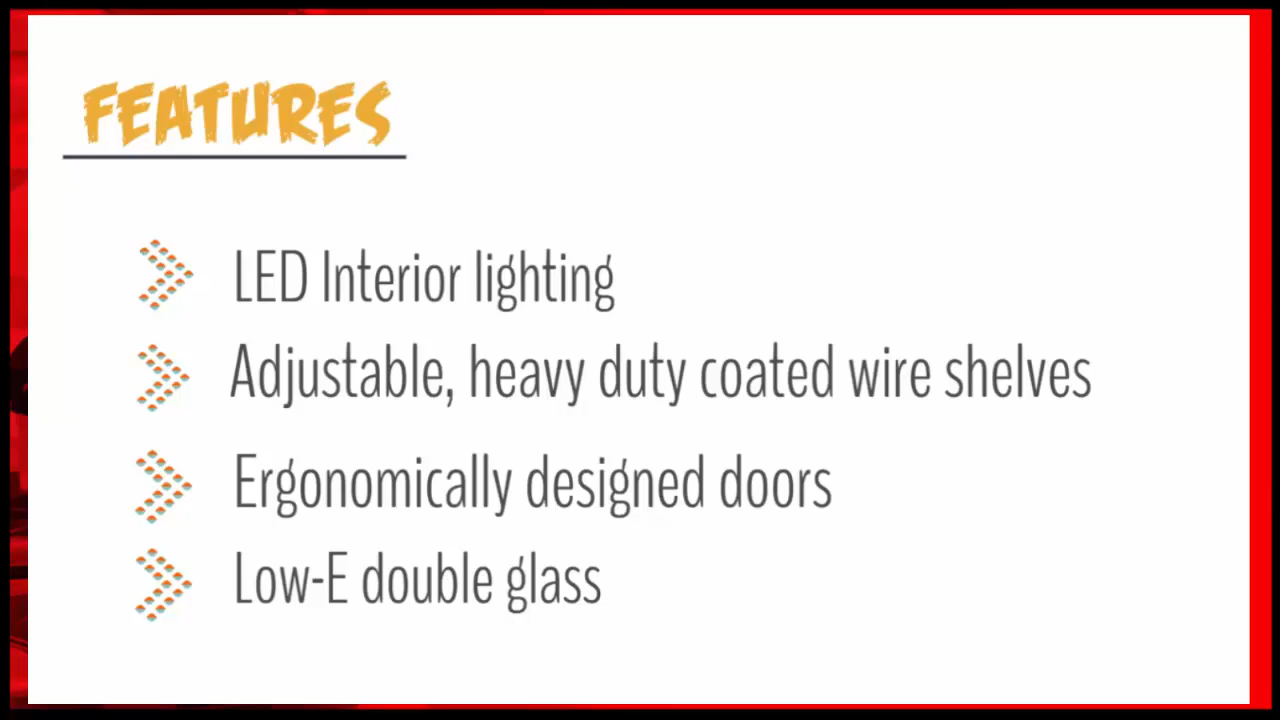 FEATURES
LED Interior lighting
Adjustable, heavy duty coated wire shelves
Ergonomically designed doors
Low-E double glass